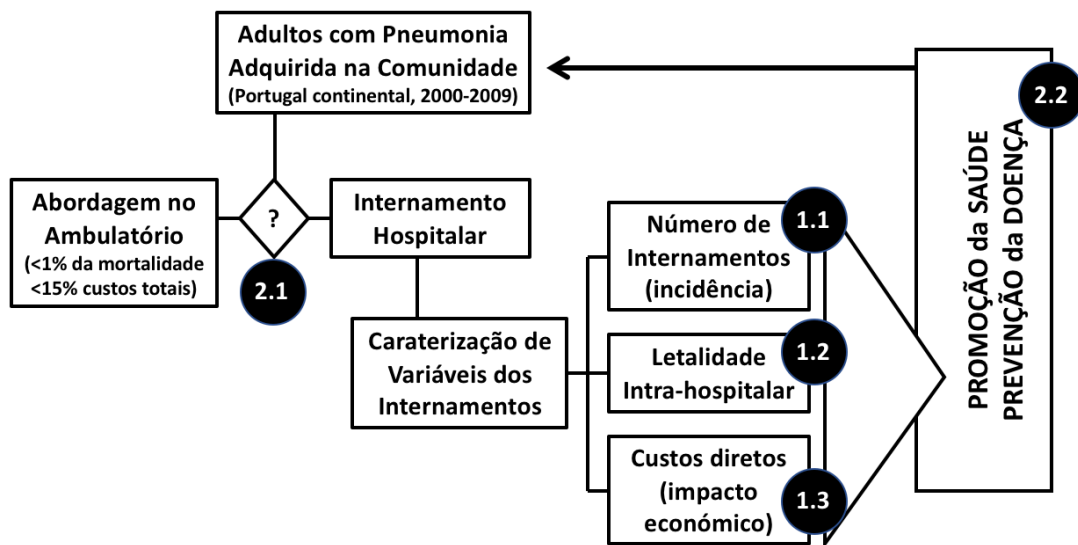 Adultos com Pneumonia
Adquirida na Comunidade
(Portugal continental, 2000-2009)
2.2
PROMOÇÃO da SAÚDE
PREVENÇÃO da DOENÇA
Abordagem no
Ambulatório
(<1% da mortalidade
<15% custos totais)
?
2.1
Internamento
Hospitalar
Caraterização de
Variáveis dos
Internamentos
Número de
Internamentos
(incidência)
1.1
Letalidade
Intra-hospitalar
1.2
Custos diretos
(impacto
económico)
1.3